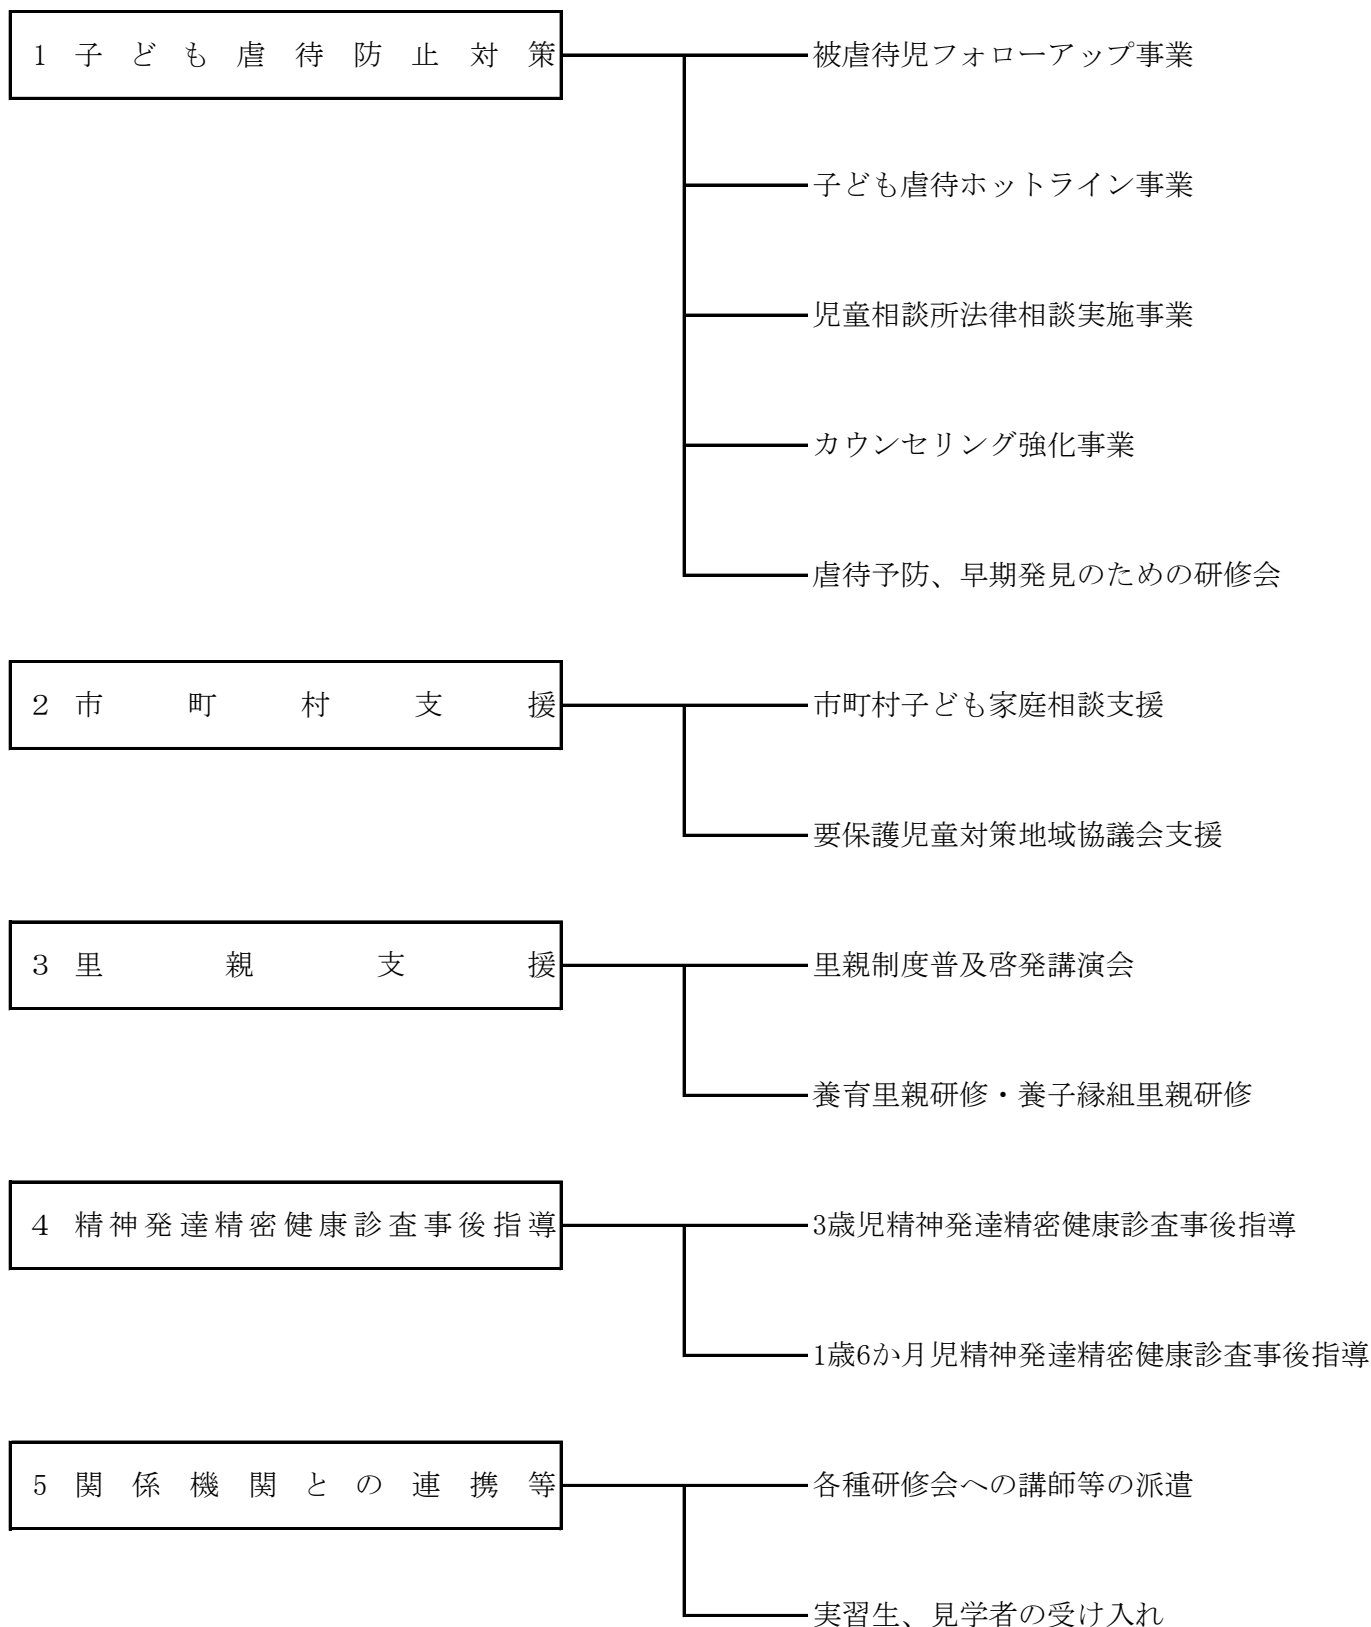 1 子ども虐待防止対策
被虐待児フォローアップ事業
子ども虐待ホットライン事業
児童相談所法律相談実施事業
カウンセリング強化事業
虐待予防、早期発見のための研修会
2 市町村支援
市町村子ども家庭相談支援
要保護児童対策地域協議会支援
3 里親支援
里親制度普及啓発講演会
養育里親研修・養子縁組里親研修
4 精神発達精密健康診査事後指導
3歳児精神発達精密健康診査事後指導
1歳6か月児精神発達精密健康診査事後指導
5 関係機関との連携等
各種研修会への講師等の派遣
実習生、見学者の受け入れ